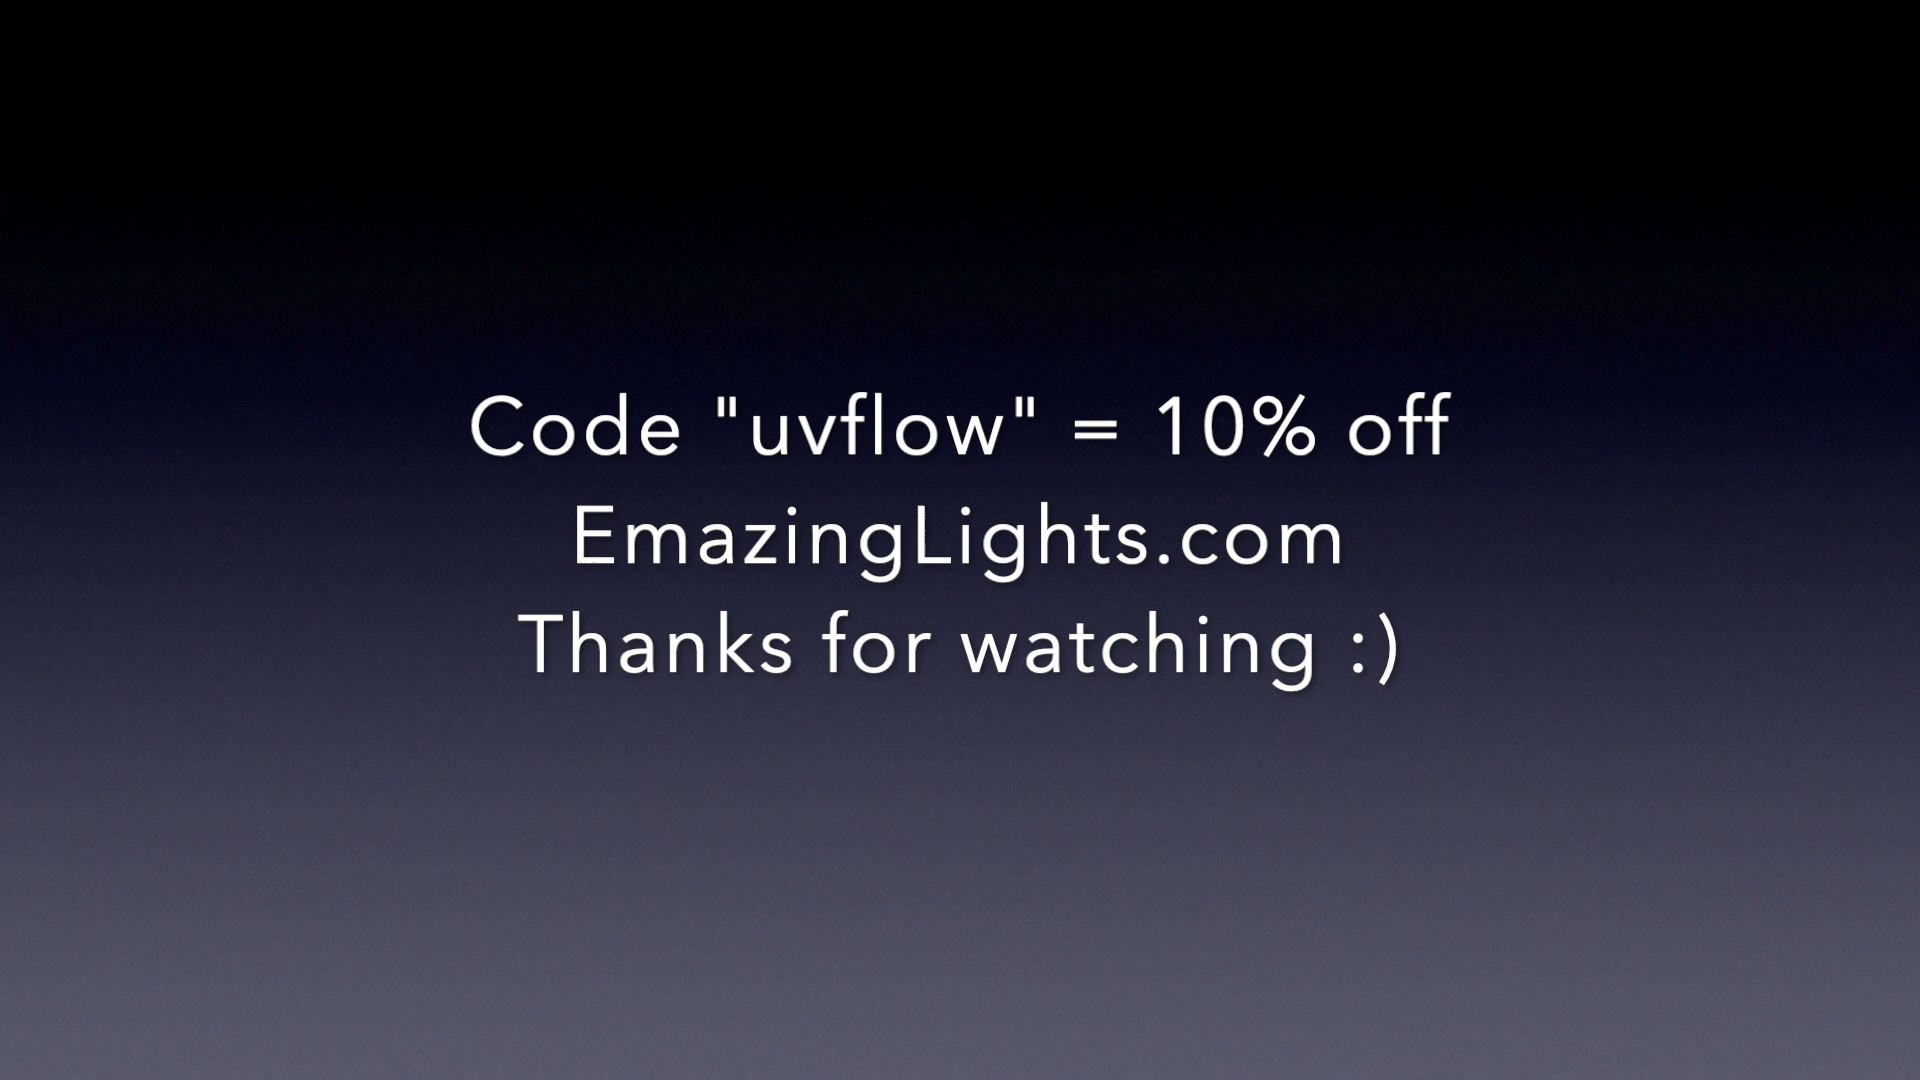 Code "uvflow" = 10% off
EmazingLights.com
Thanks for watching :)